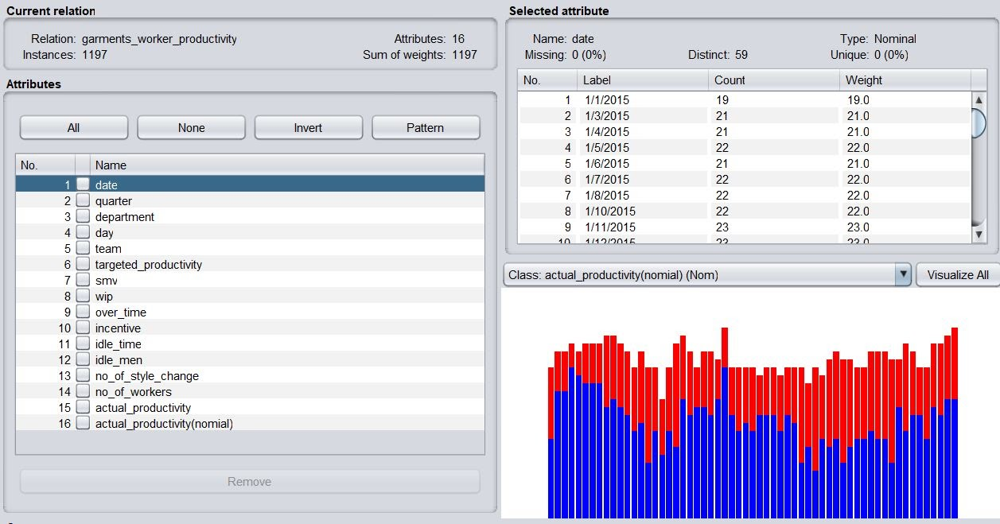 Current relation
Relation: garments_worker_productivity
Attributes: 16
Instances: 1197
Sum of weights: 1197
Attributes
All
None
Invert
Pattern
No.
Name
1 date
2 quarter
3 department
4 day
5 team
6 targeted_productivity
7 smv
8 wip
9 over_time
10 incentive
11 idle_time
12 idle_men
13 no_of_style_change
14 no_of_workers
15 actual_productivity
16 actual_productivity(nomial)
Remove
Selected attribute
Name: date
Type: Nominal
Missing: 0 (0%)
Distinct: 59
Unique: 0 (0%)
No. Label Count Weight
1 1/1/2015 19 19.0
2 1/3/2015 21 21.0
3 1/4/2015 21 21.0
4 1/5/2015 22 22.0
5 1/6/2015 21 21.0
6 1/7/2015 22 22.0
7 1/8/2015 22 22.0
8 1/10/2015 22 22.0
9 1/11/2015 23 23.0
10 1/12/2015 23 23.0
Class: actual_productivity(nomial) (Nom)
Visualize All